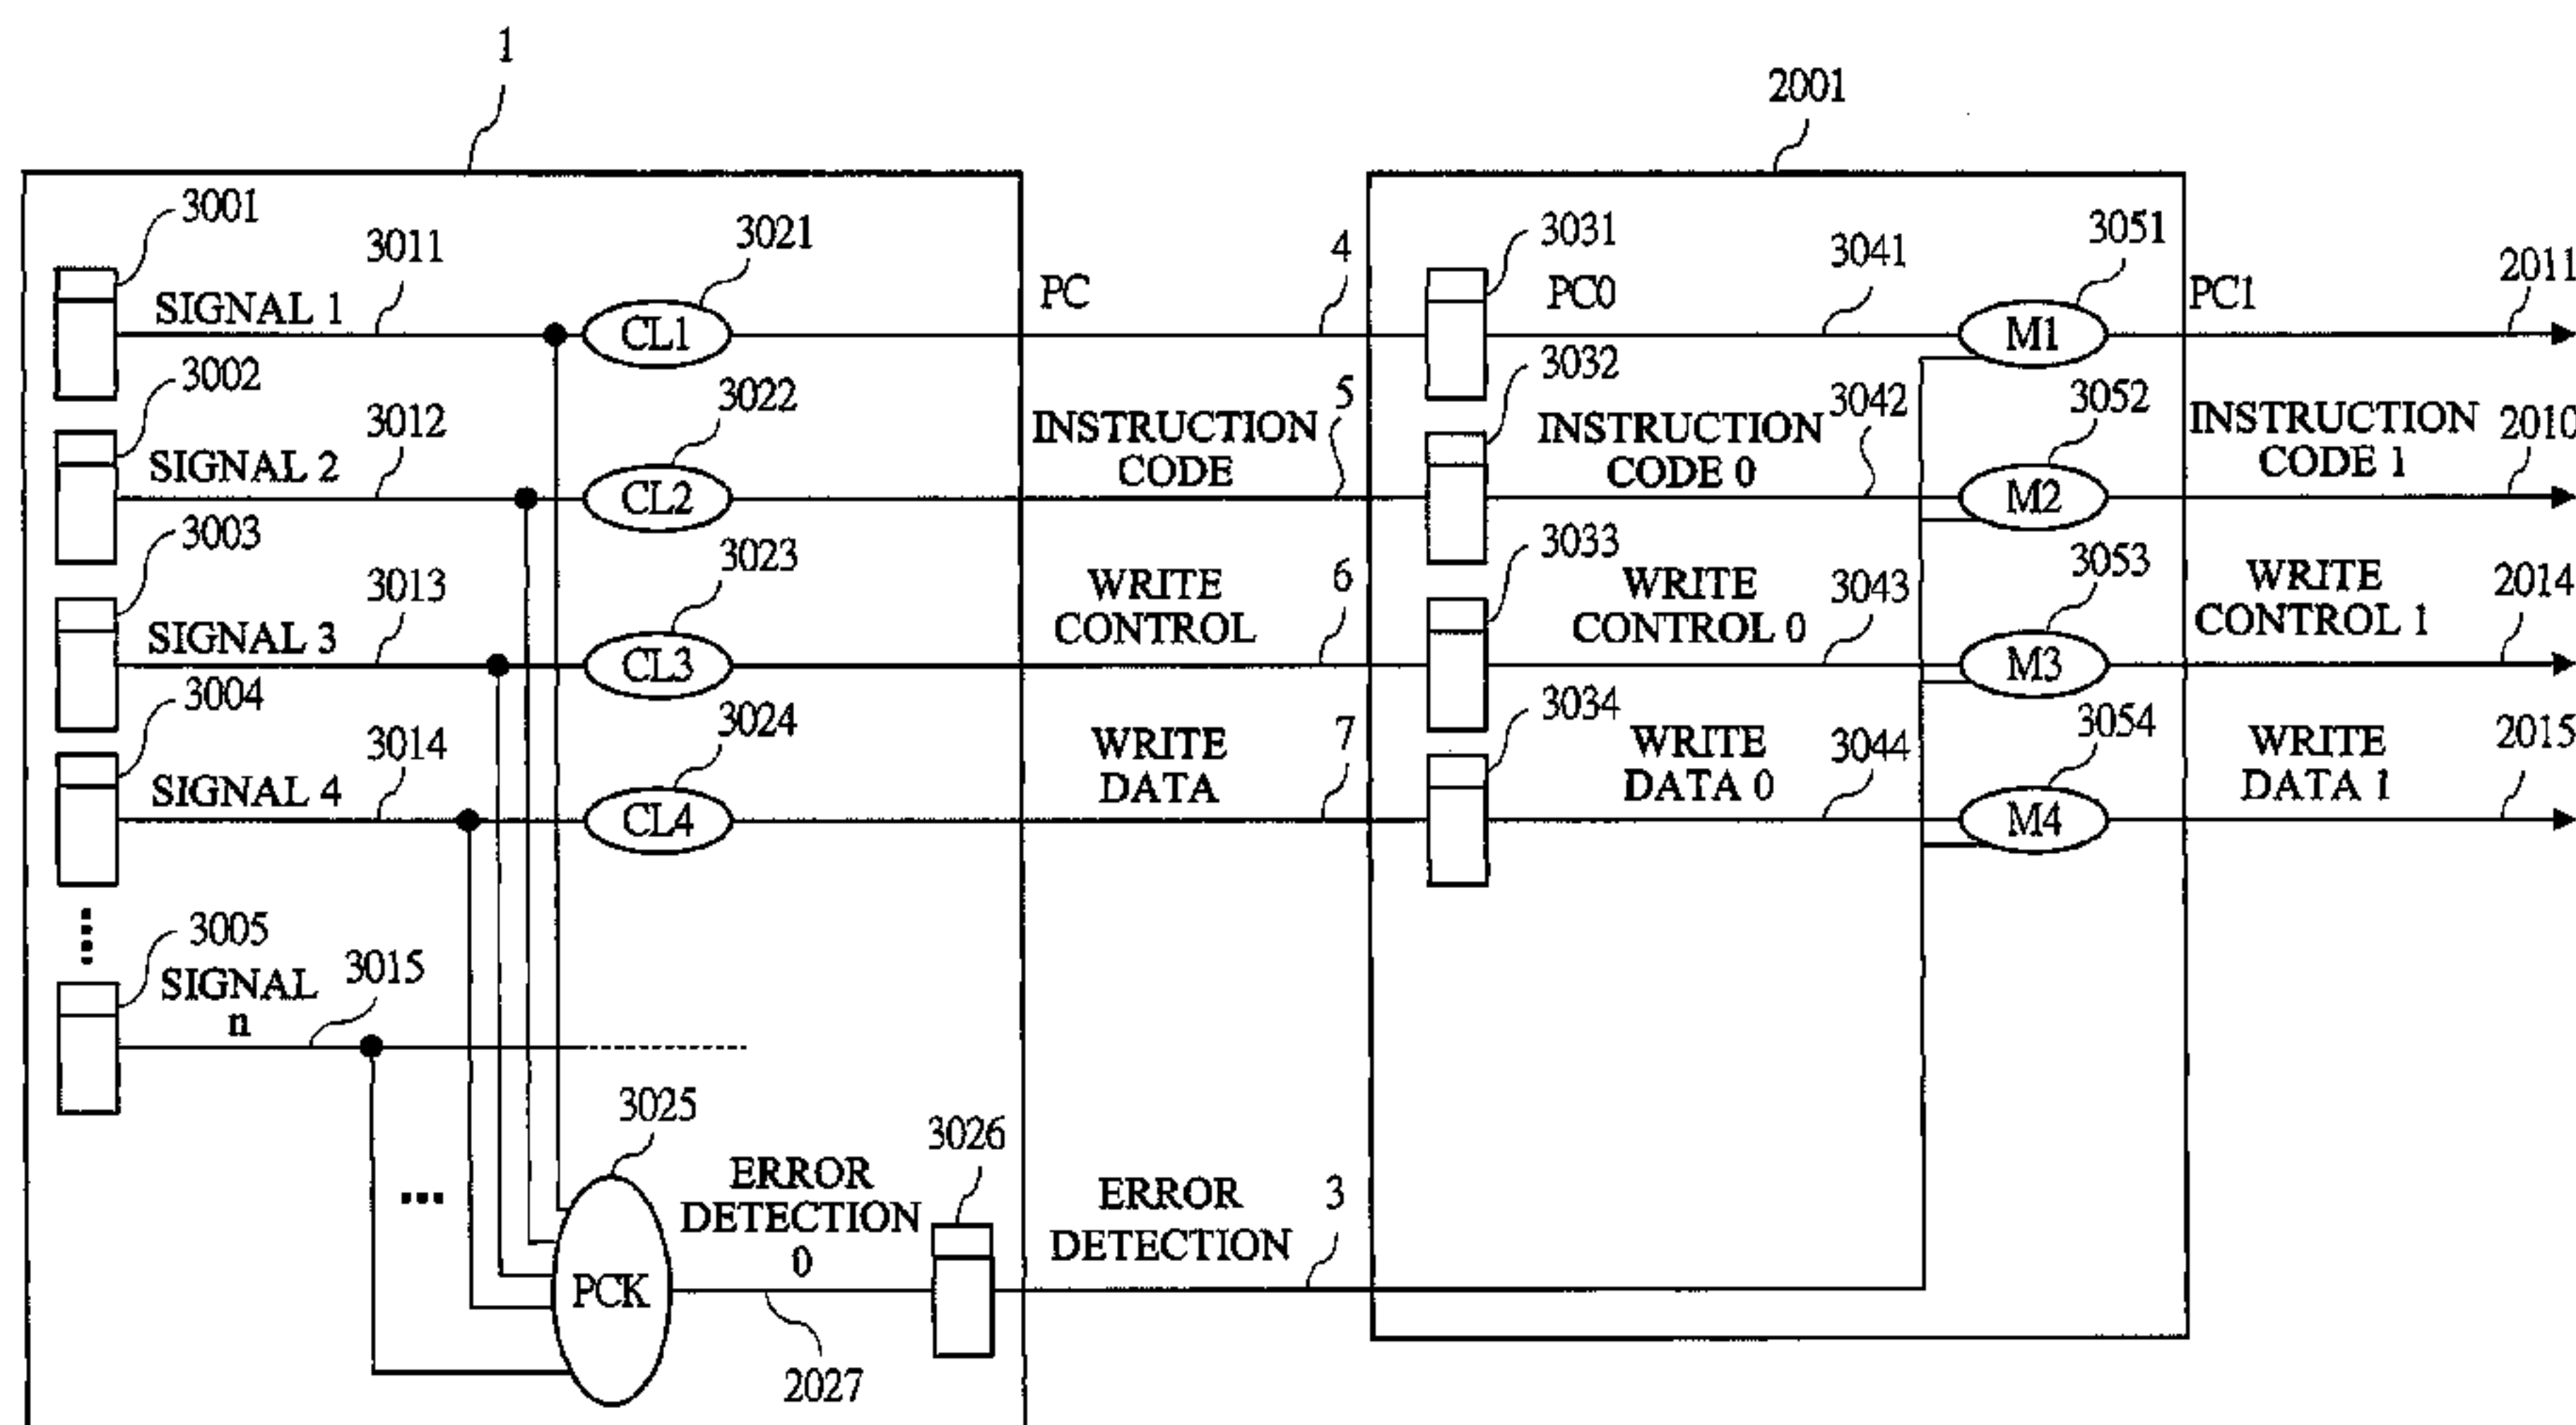 1
2001
3001
3011
3021
SIGNAL 1
CL1
PC
4
3031
PC0
3041
3051
M1
PC1
2011
3002
3012
3022
SIGNAL 2
CL2
INSTRUCTION
CODE
5
3032
INSTRUCTION
CODE 0
3042
3052
M2
INSTRUCTION
CODE 1
2010
3003
3013
3023
SIGNAL 3
CL3
WRITE
CONTROL
6
3033
WRITE
CONTROL 0
3043
3053
M3
WRITE
CONTROL 1
2014
3004
3014
3024
SIGNAL 4
CL4
WRITE
DATA
7
3034
WRITE
DATA 0
3044
3054
M4
WRITE
DATA 1
2015
3005
SIGNAL
n
3015
3025
PCK
ERROR
DETECTION
0
2027
3026
ERROR
DETECTION
3